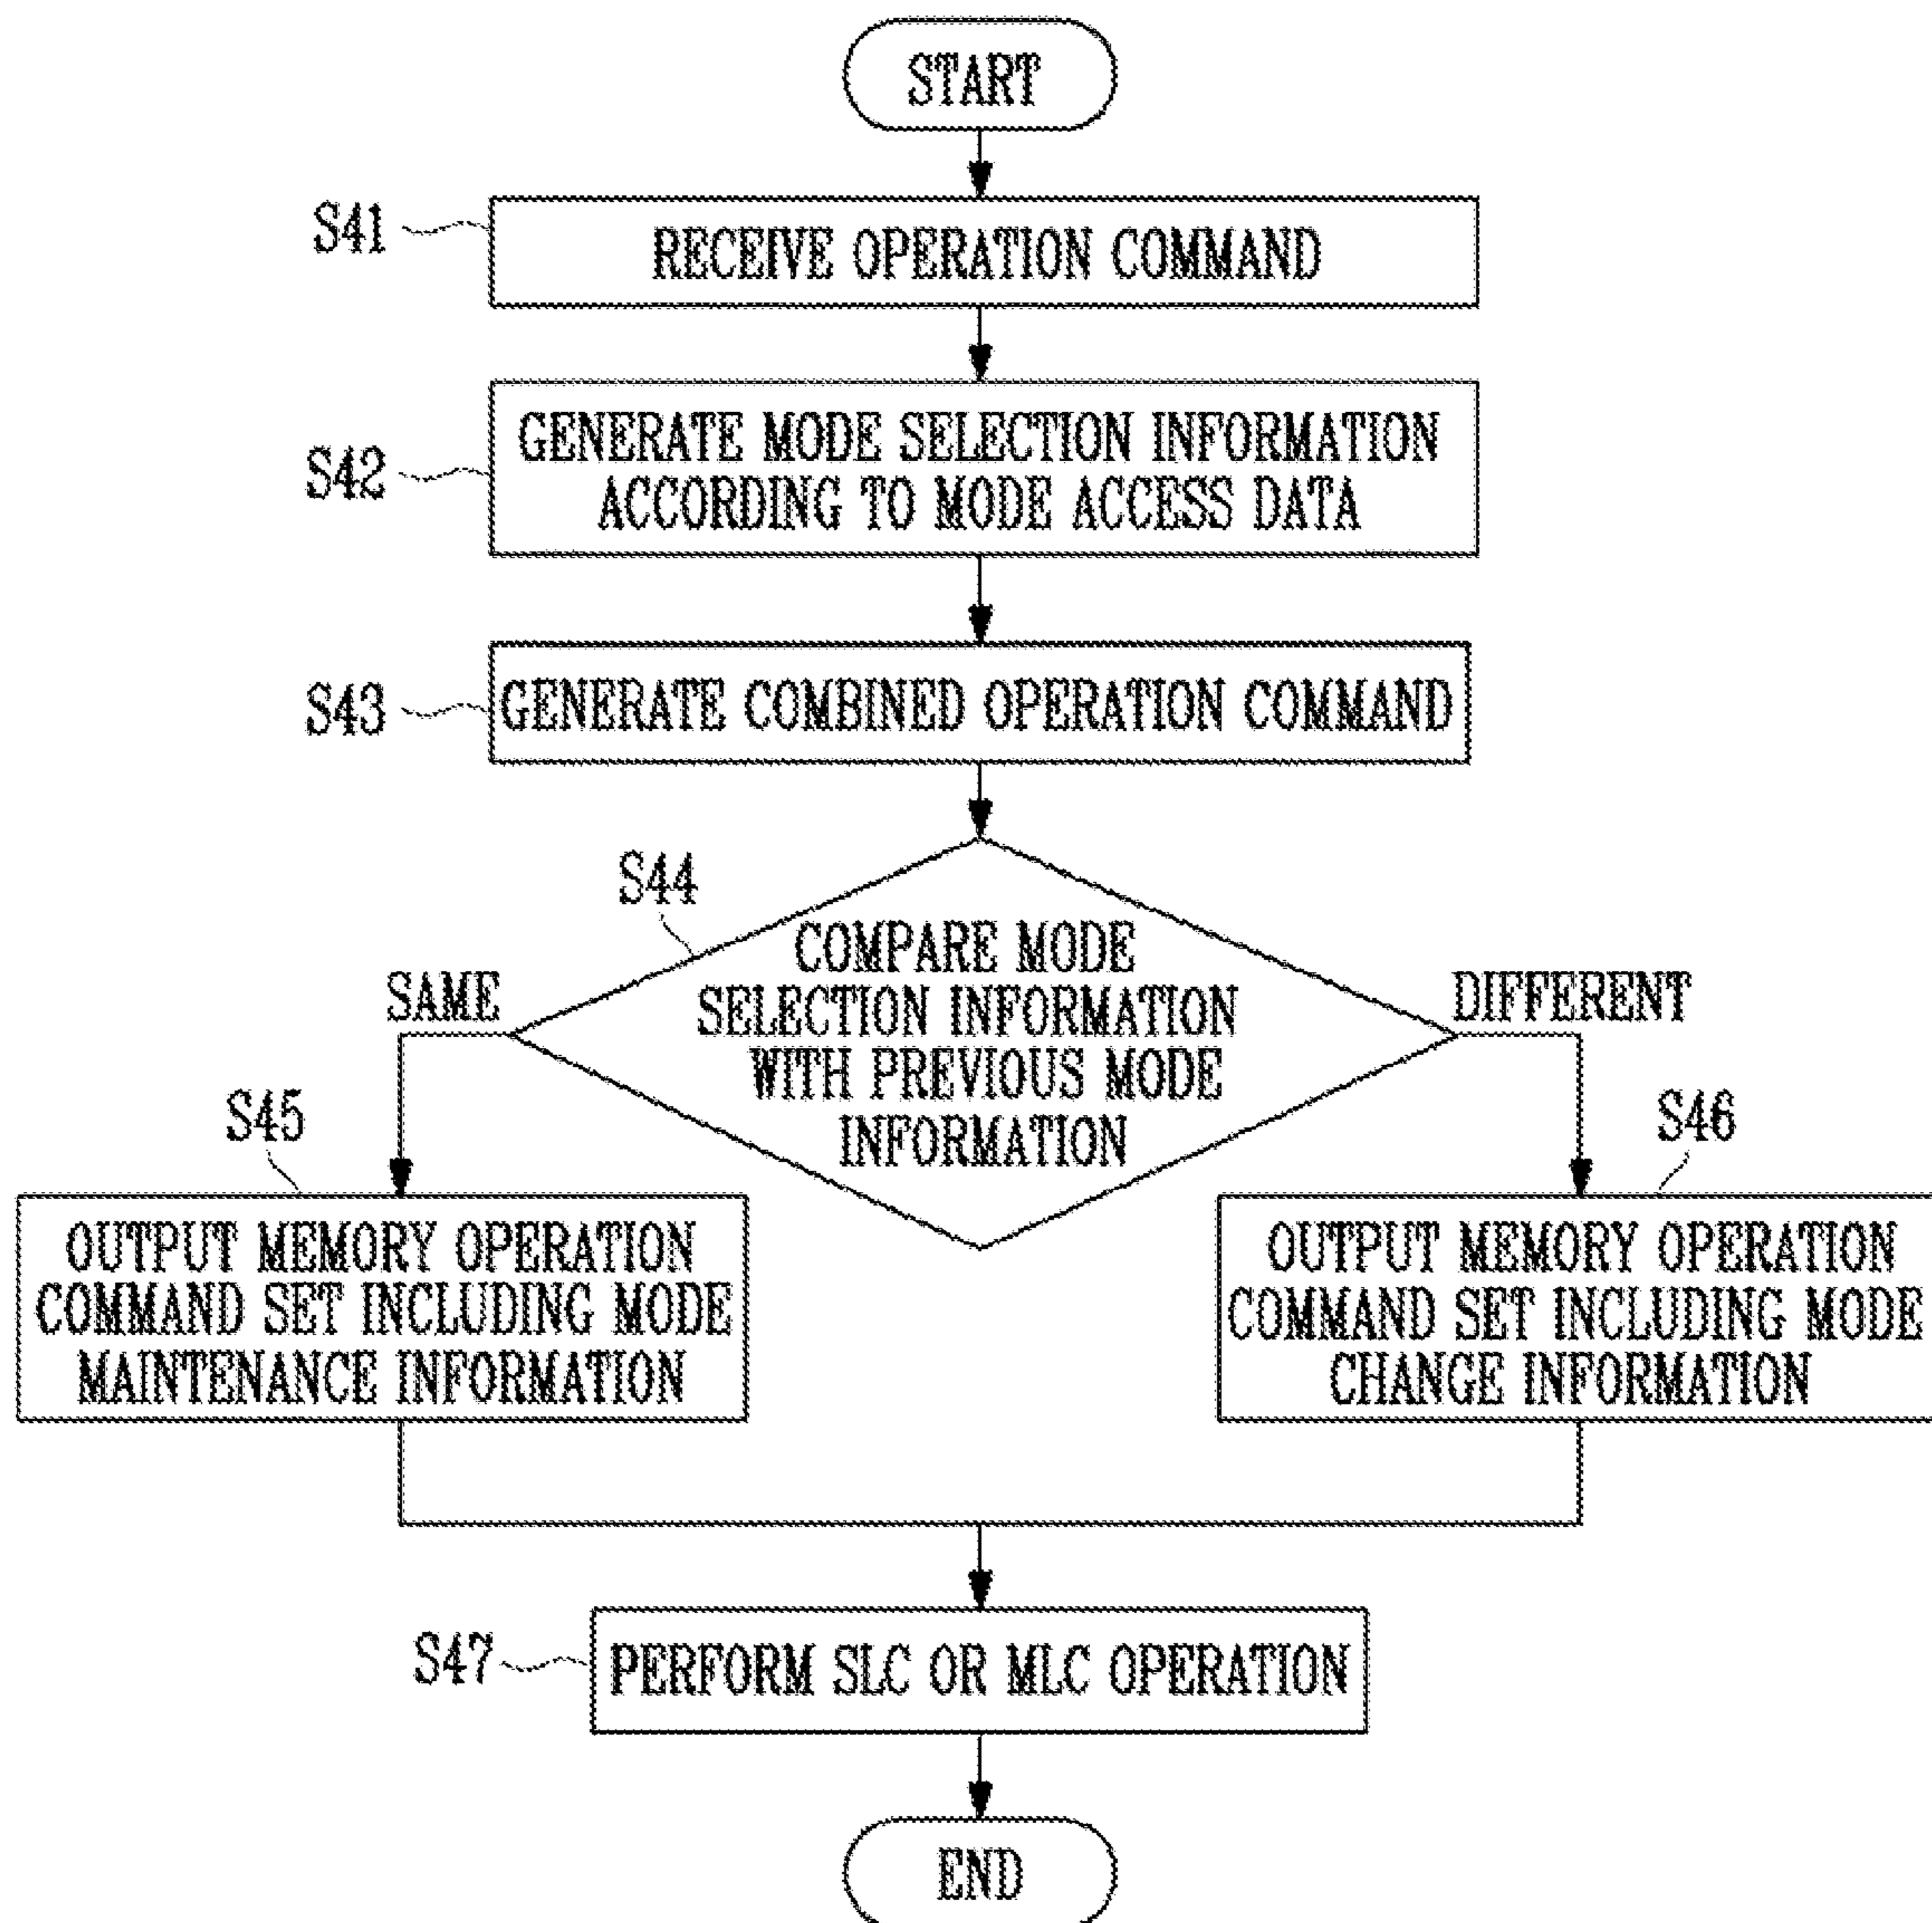 START
S41
RECEIVE OPERATION COMMAND
S42
GENERATE MODE SELECTION INFORMATION
ACCORDING TO MODE ACCESS DATA
S43
GENERATE COMBINED OPERATION COMMAND
S44
COMPARE MODE
SELECTION INFORMATION
WITH PREVIOUS MODE
INFORMATION
SAME
DIFFERENT
S45
OUTPUT MEMORY OPERATION
COMMAND SET INCLUDING MODE
MAINTENANCE INFORMATION
S46
OUTPUT MEMORY OPERATION
COMMAND SET INCLUDING MODE
CHANGE INFORMATION
S47
PERFORM SLC OR MLC OPERATION
END